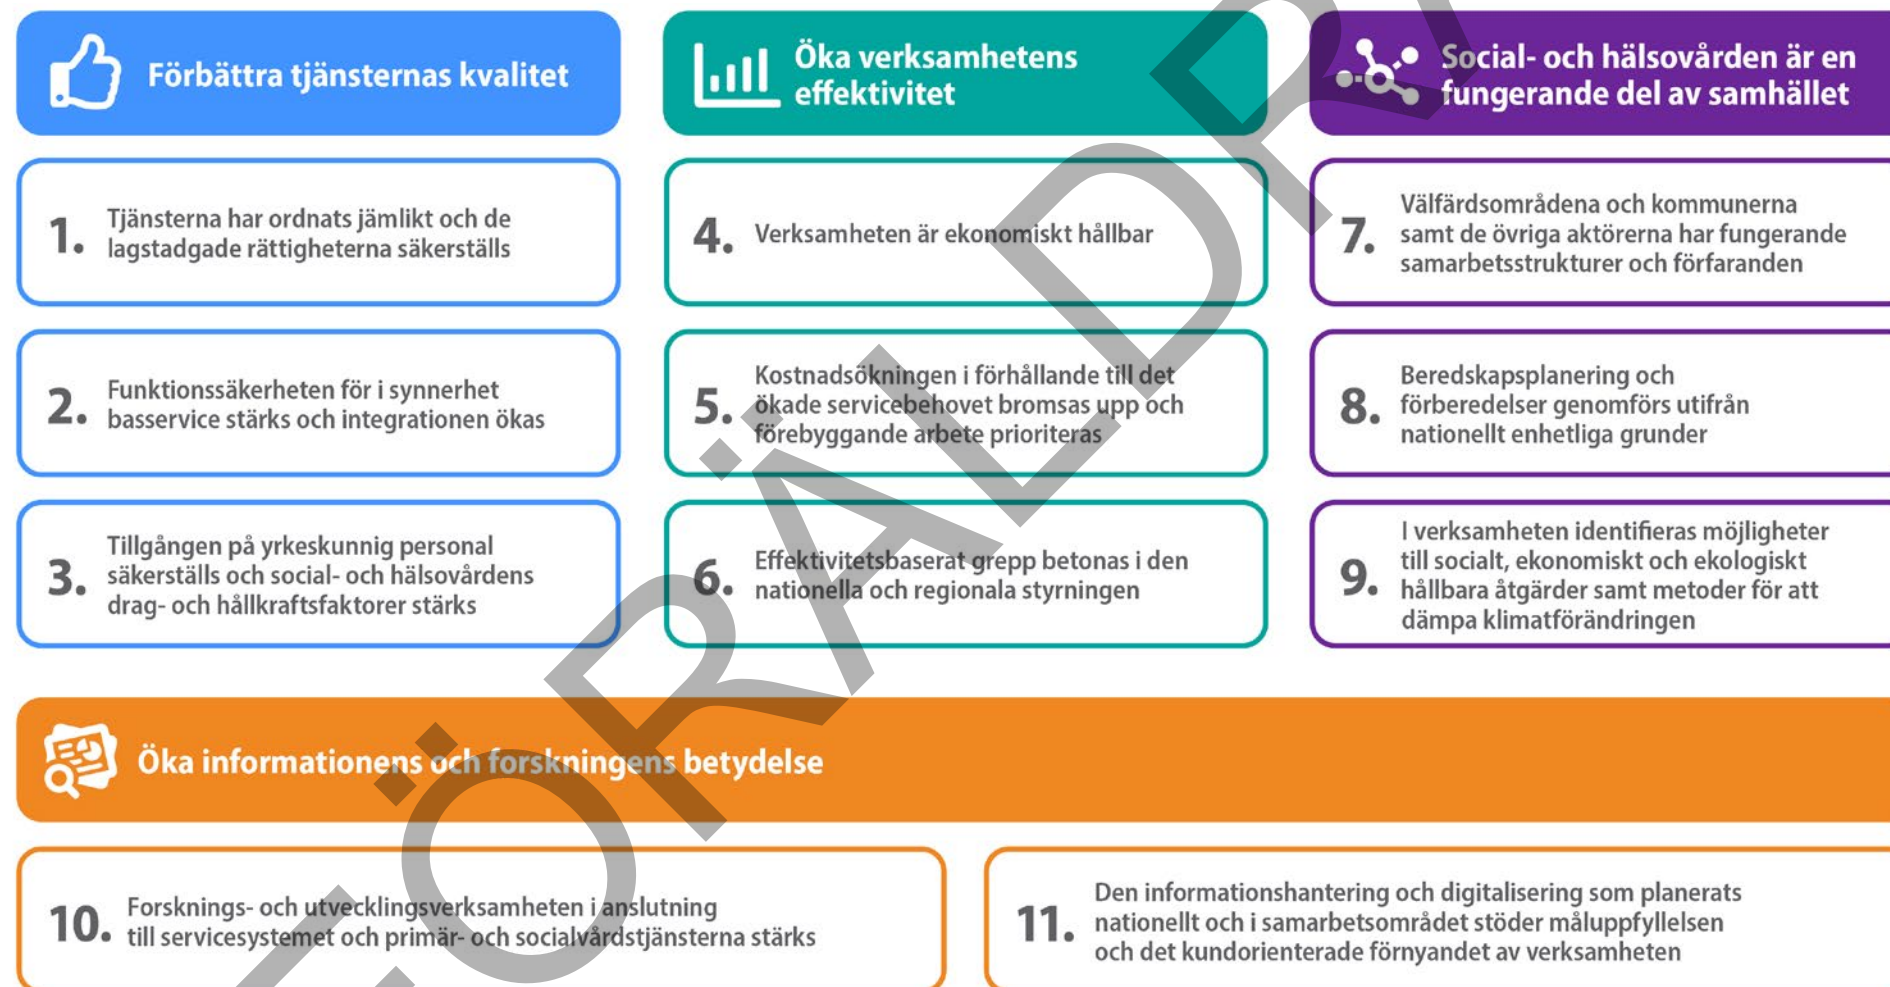 Förbättra tjänsternas kvalitet
1. Tjänsterna har ordnats jämlikt och de
lagstadgade rättigheterna säkerställs
2. Funktionssäkerheten för i synnerhet
basservice stärks och integrationen ökas
3. Tillgången på yrkeskunnig personal
säkerställs och social- och hälsovårdens
drag- och hållkraftsfaktorer stärks
Öka verksamhetens
effektivitet
4. Verksamheten är ekonomiskt hållbar
5. Kostnadsökningen i förhållande till det
ökade servicebehovet bromsas upp och
förebyggande arbete prioriteras
6. Effektivitetsbaserat grepp betonas i den
nationella och regionala styrningen
Social- och hälsovården är en
fungerande del av samhället
7. Välfärdsområdena och kommunerna
samt de övriga aktörerna har fungerande
samarbetsstrukturer och förfaranden
8. Beredskapsplanering och
förberedelser genomförs utifrån
nationellt enhetliga grunder
9. I verksamheten identifieras möjligheter
till socialt, ekonomiskt och ekologiskt
hållbara åtgärder samt metoder för att
dämpa klimatförändringen
Öka informationens och forskningens betydelse
10. Forsknings- och utvecklingsverksamheten i anslutning
till servicesystemet och primär- och socialvårdstjänsterna stärks
11. Den informationshantering och digitalisering som planerats
nationellt och i samarbetsområdet stöder måluppfyllelsen
och det kundorienterade förnyandet av verksamheten
FÖRÄLDRA